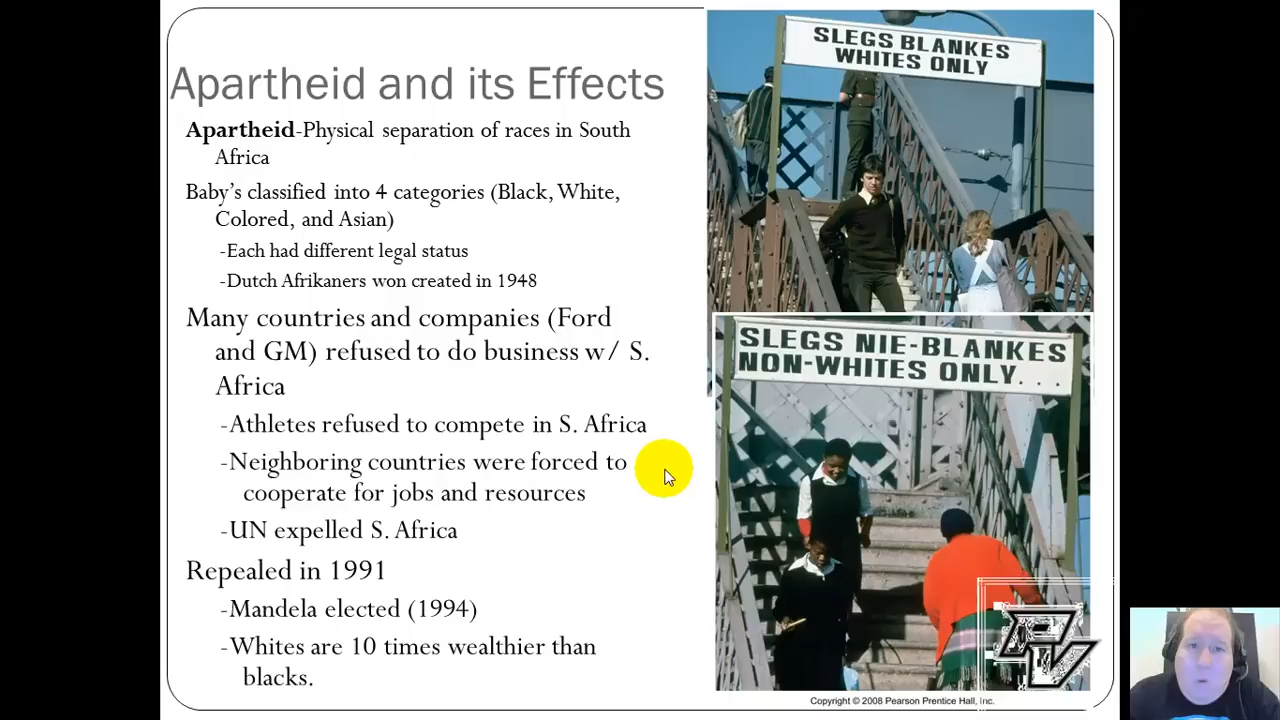 Apartheid and its Effects
Apartheid-Physical separation of races in South
Africa
Baby's classified into 4 categories (Black, White,
Colored, and Asian)
-Each had different legal status
-Dutch Afrikaners won created in 1948
Many countries and companies (Ford
and GM) refused to do business w/ S.
Africa
-Athletes refused to compete in S. Africa
-Neighboring countries were forced to
cooperate for jobs and resources
-UN expelled S. Africa
Repealed in 1991
-Mandela elected (1994)
-Whites are 10 times wealthier than
blacks.
SLEGS BLANKES
WHITES ONLY
SLEGS NIE-BLANKES
NON-WHITES ONLY...
EV
Copyright © 2008 Pearson Prentice Hall, Inc.